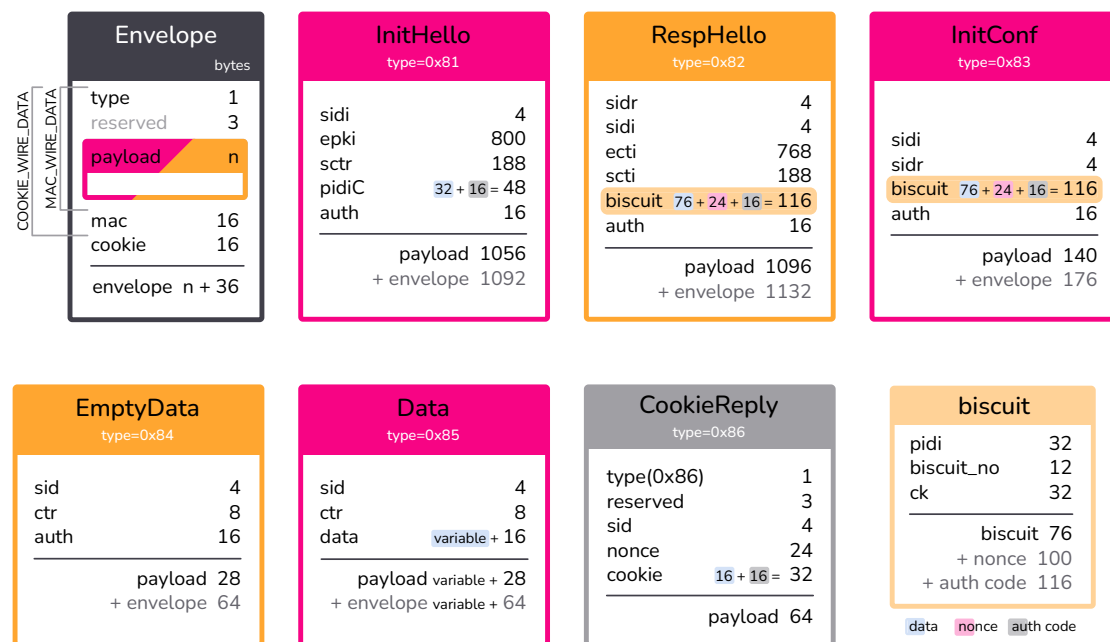 Envelope
bytes
COOKIE_WIRE_DATA
MAC_WIRE_DATA
type 1
reserved 3
payload n
mac 16
cookie 16
envelope n + 36
InitHello
type=0x81
sidi 4
epki 800
sctr 188
pidiC 32 + 16 = 48
auth 16
payload 1056
+ envelope 1092
RespHello
type=0x82
sidr 4
sidi 4
ecti 768
scti 188
biscuit 76 + 24 + 16 = 116
auth 16
payload 1096
+ envelope 1132
InitConf
type=0x83
sidi 4
sidr 4
biscuit 76 + 24 + 16 = 116
auth 16
payload 140
+ envelope 176
EmptyData
type=0x84
sid 4
ctr 8
auth 16
payload 28
+ envelope 64
Data
type=0x85
sid 4
ctr 8
data variable + 16
payload variable + 28
+ envelope variable + 64
CookieReply
type=0x86
type(0x86) 1
reserved 3
sid 4
nonce 24
cookie 16 + 16 = 32
payload 64
biscuit
pidi 32
biscuit_no 12
ck 32
biscuit 76
+ nonce 100
+ auth code 116
data nonce auth code